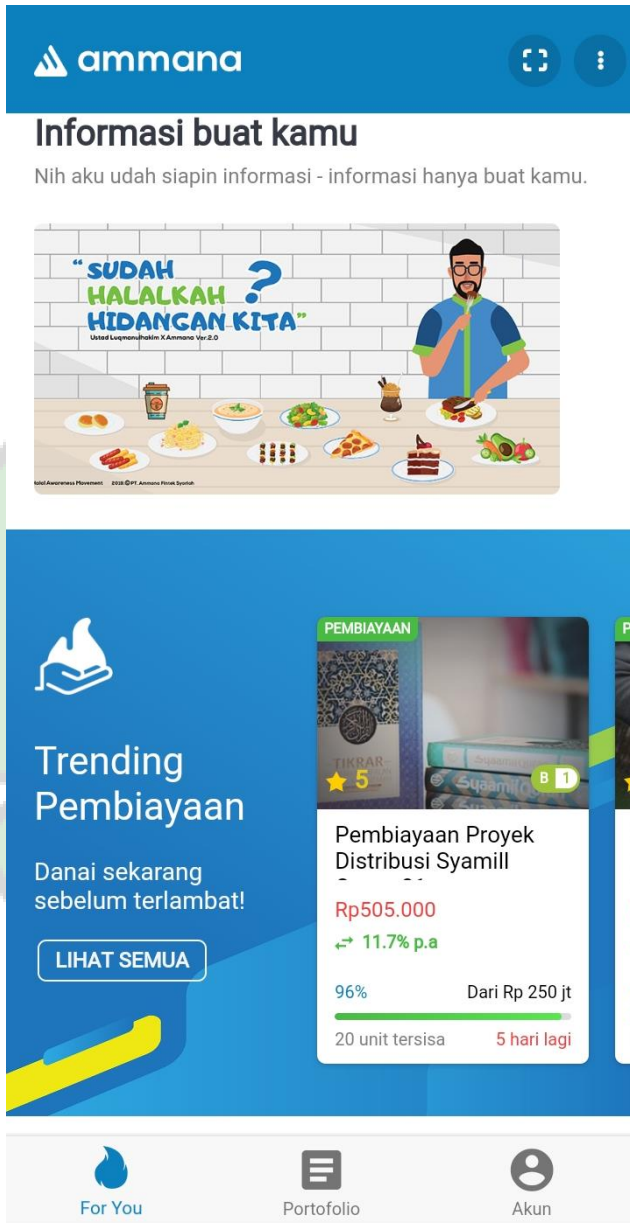 ammana
Informasi buat kamu
Nih aku udah siapin informasi - informasi hanya buat kamu.
“SUDAH
HALALKAH
HIDANGAN KITA”
?
Ustad Luqmanulhakim X Ammana Ver.2.0
Halal Awareness Movement 2018 ©PT. Ammana Fintek Syariah
PEMBIAYAAN
P
TIKRAR
Syaamil
5
B 1
Trending
Pembiayaan
Danai sekarang
sebelum terlambat!
LIHAT SEMUA
Pembiayaan Proyek
Distribusi Syamill
Rp505.000
11.7% p.a
96% Dari Rp 250 jt
20 unit tersisa 5 hari lagi
For You Portofolio Akun